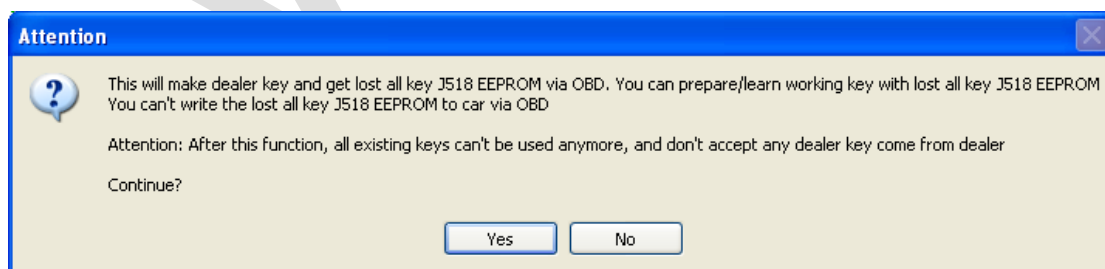 Attention
This will make dealer key and get lost all key J518 EEPROM via OBD. You can prepare/learn working key with lost all key J518 EEPROM
You can't write the lost all key J518 EEPROM to car via OBD
Attention: After this function, all existing keys can't be used anymore, and don't accept any dealer key come from dealer
Continue?
Yes No